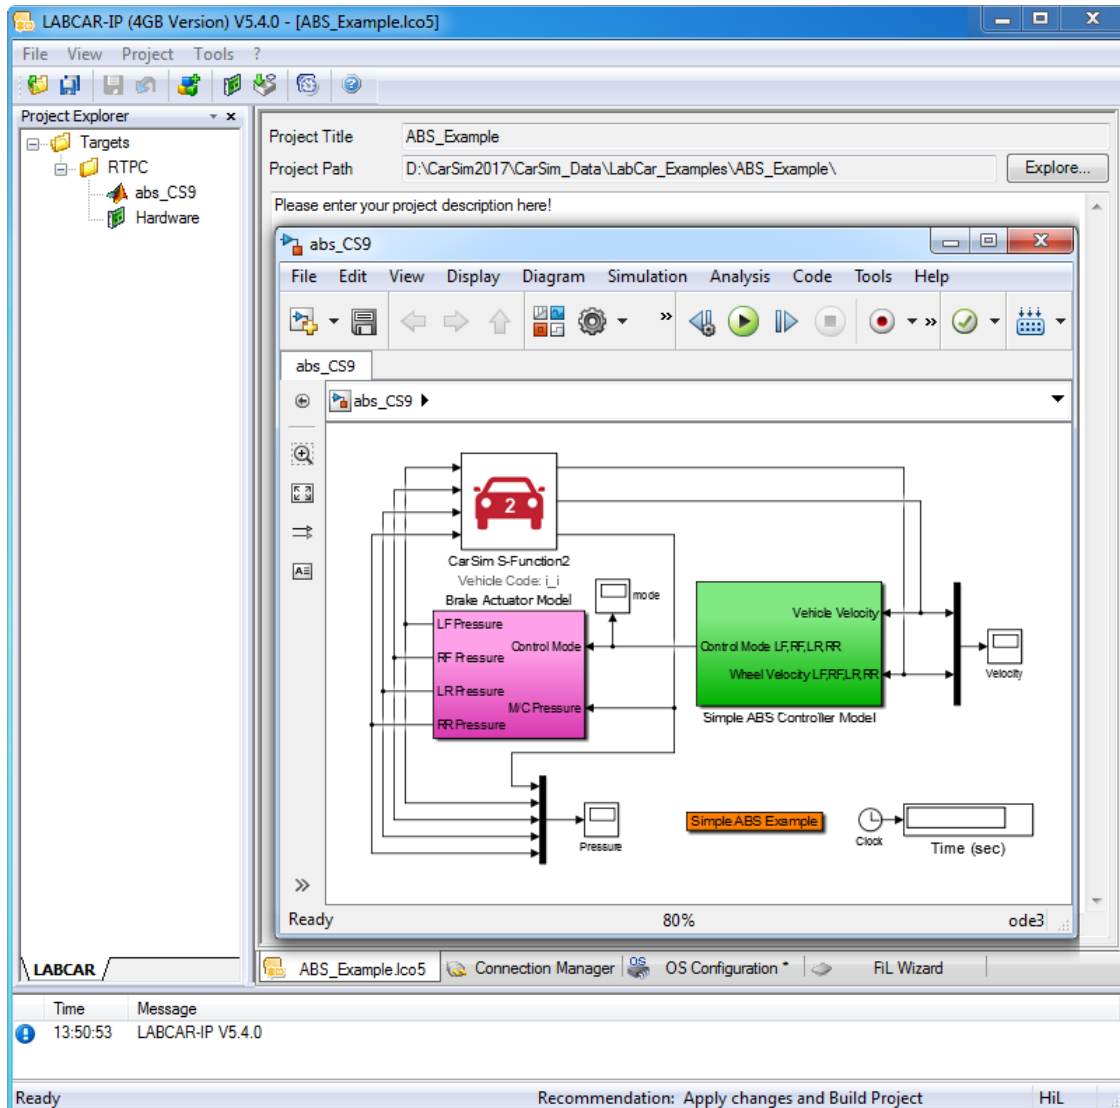 LABCAR-IP (4GB Version) V5.4.0 - [ABS_Example.lco5]
File View Project Tools ?
Project Explorer
Targets
RTPC
abs_CS9
Hardware
LABCAR
Project Title ABS_Example
Project Path D:\CarSim2017\CarSim_Data\LabCar_Examples\ABS_Example\ Explore...
Please enter your project description here!
abs_CS9
File Edit View Display Diagram Simulation Analysis Code Tools Help
abs_CS9
abs_CS9
2
CarSim S-Function2
Vehicle Code: i_i
Brake Actuator Model
LF Pressure
RF Pressure
LR Pressure
RR Pressure
Control Mode
M/C Pressure
mode
Vehicle Velocity
Control Mode LF,RF,LR,RR
Wheel Velocity LF,RF,LR,RR
Simple ABS Controller Model
Velocity
Pressure
Simple ABS Example
Clock
Time (sec)
Ready 80% ode3
ABS_Example.lco5 Connection Manager OS OS Configuration * FiL Wizard
Time Message
13:50:53 LABCAR-IP V5.4.0
Ready Recommendation: Apply changes and Build Project HiL